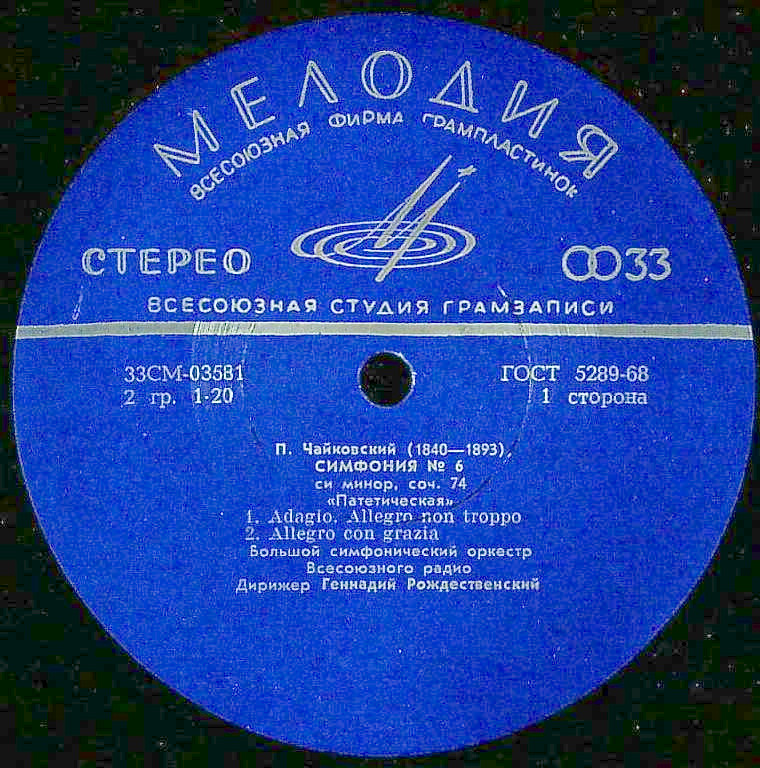 МЕЛОДИЯ
ВСЕСОЮЗНАЯ ФИРМА ГРАМПЛАСТИНОК
СТЕРЕО
33
ВСЕСОЮЗНАЯ СТУДИЯ ГРАМЗАПИСИ
33СМ-03581 ГОСТ 5289-68
2 гр. 1-20 1 сторона
П. Чайковский (1840—1893),
СИМФОНИЯ № 6
си минор, соч. 74
«Патетическая»
1. Adagio. Allegro non troppo
2. Allegro con grazia
Большой симфонический оркестр
Всесоюзного радио
Дирижер Геннадий Рождественский